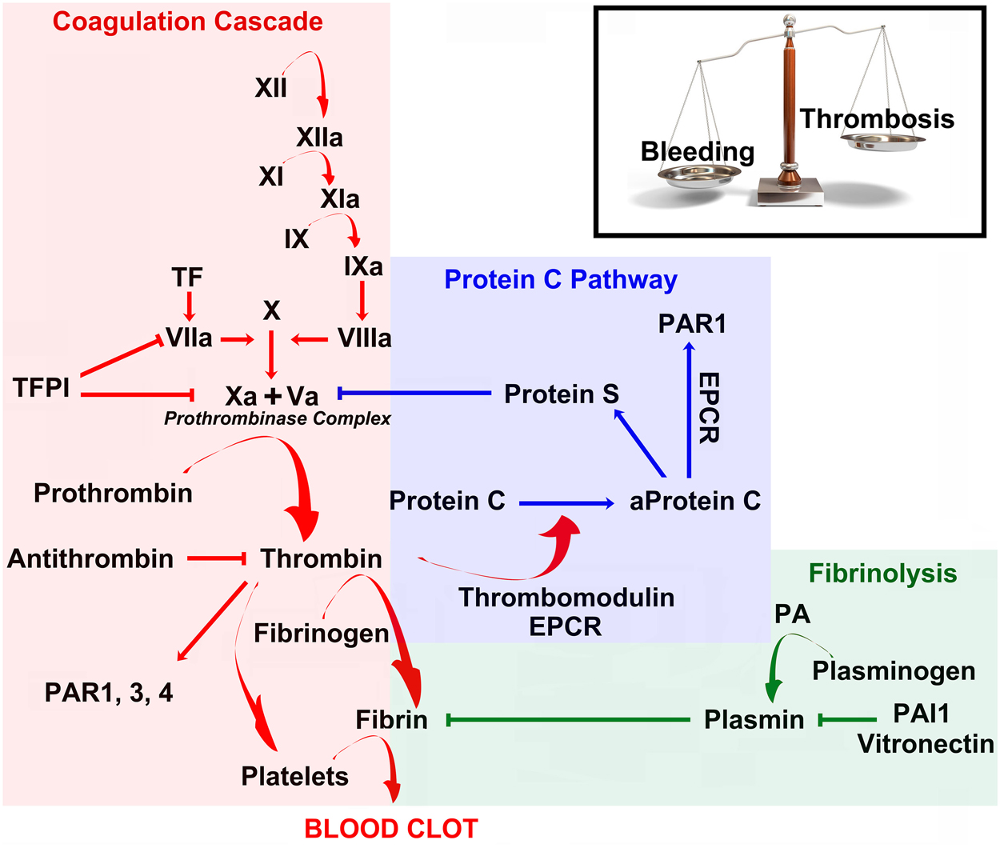 Coagulation Cascade
XII
XIIa
XI
XIa
IX
IXa
TF
X
VIIa
VIIIa
TFPI
Xa + Va
Prothrombinase Complex
Prothrombin
Antithrombin
Thrombin
Fibrinogen
PAR1, 3, 4
Fibrin
Platelets
BLOOD CLOT
Bleeding
Thrombosis
Protein C Pathway
PAR1
EPCR
Protein S
Protein C
aProtein C
Thrombomodulin
EPCR
Fibrinolysis
PA
Plasminogen
Plasmin
PAI1
Vitronectin